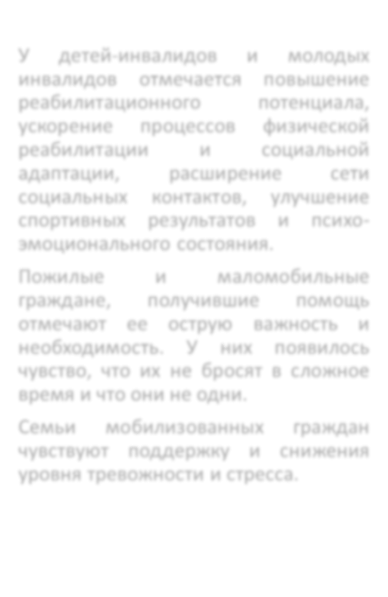 У детей-инвалидов и молодых
инвалидов отмечается повышение
реабилитационного потенциала,
ускорение процессов физической
реабилитации и социальной
адаптации, расширение сети
социальных контактов, улучшение
спортивных результатов и психо-
эмоционального состояния.
Пожилые и маломобильные
граждане, получившие помощь
отмечают ее острую важность и
необходимость. У них появилось
чувство, что их не бросят в сложное
время и что они не одни.
Семьи мобилизованных граждан
чувствуют поддержку и снижения
уровня тревожности и стресса.